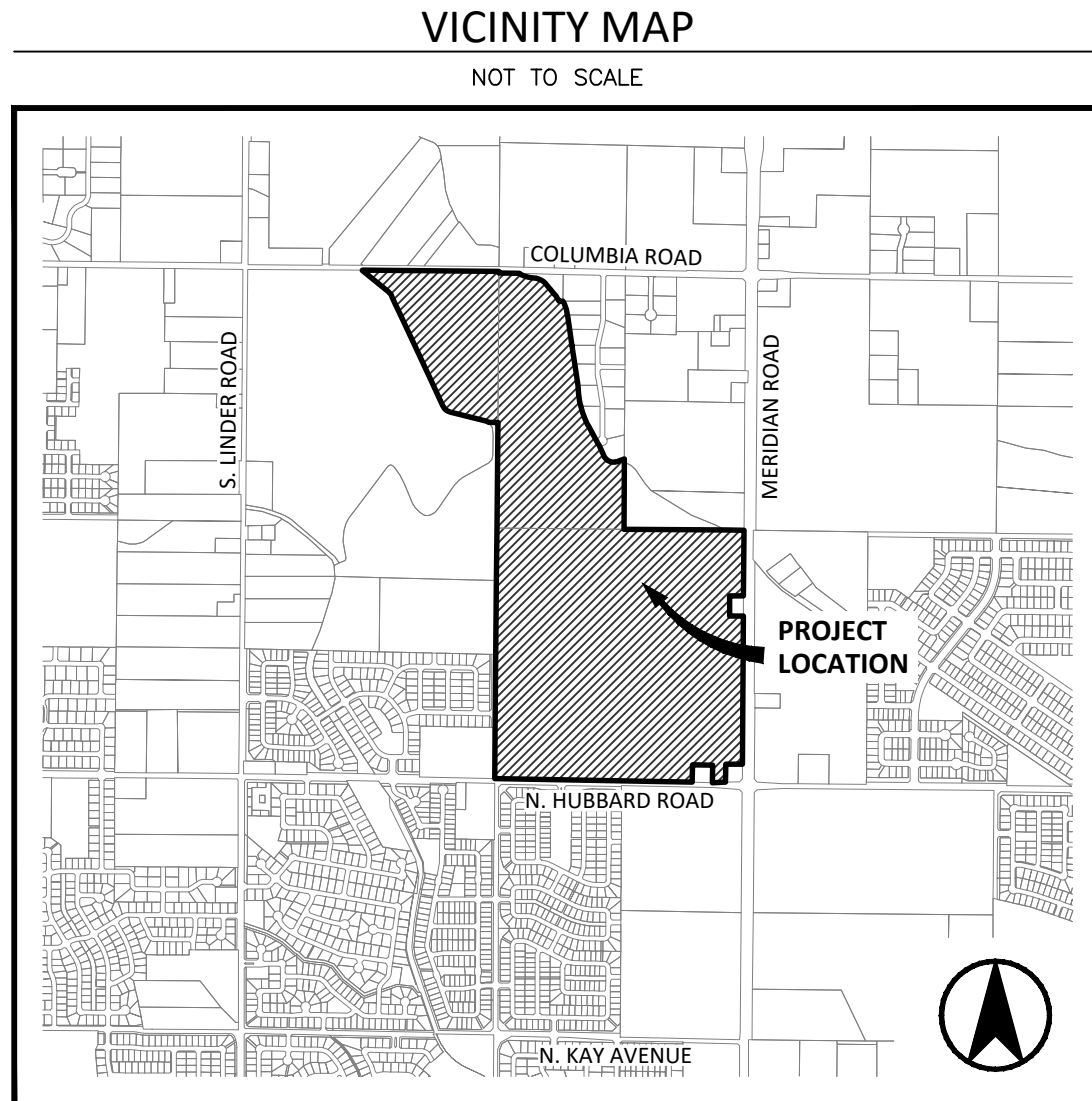 VICINITY MAP
NOT TO SCALE
COLUMBIA ROAD
S. LINDER ROAD
MERIDIAN ROAD
PROJECT
LOCATION
N. HUBBARD ROAD
N. KAY AVENUE